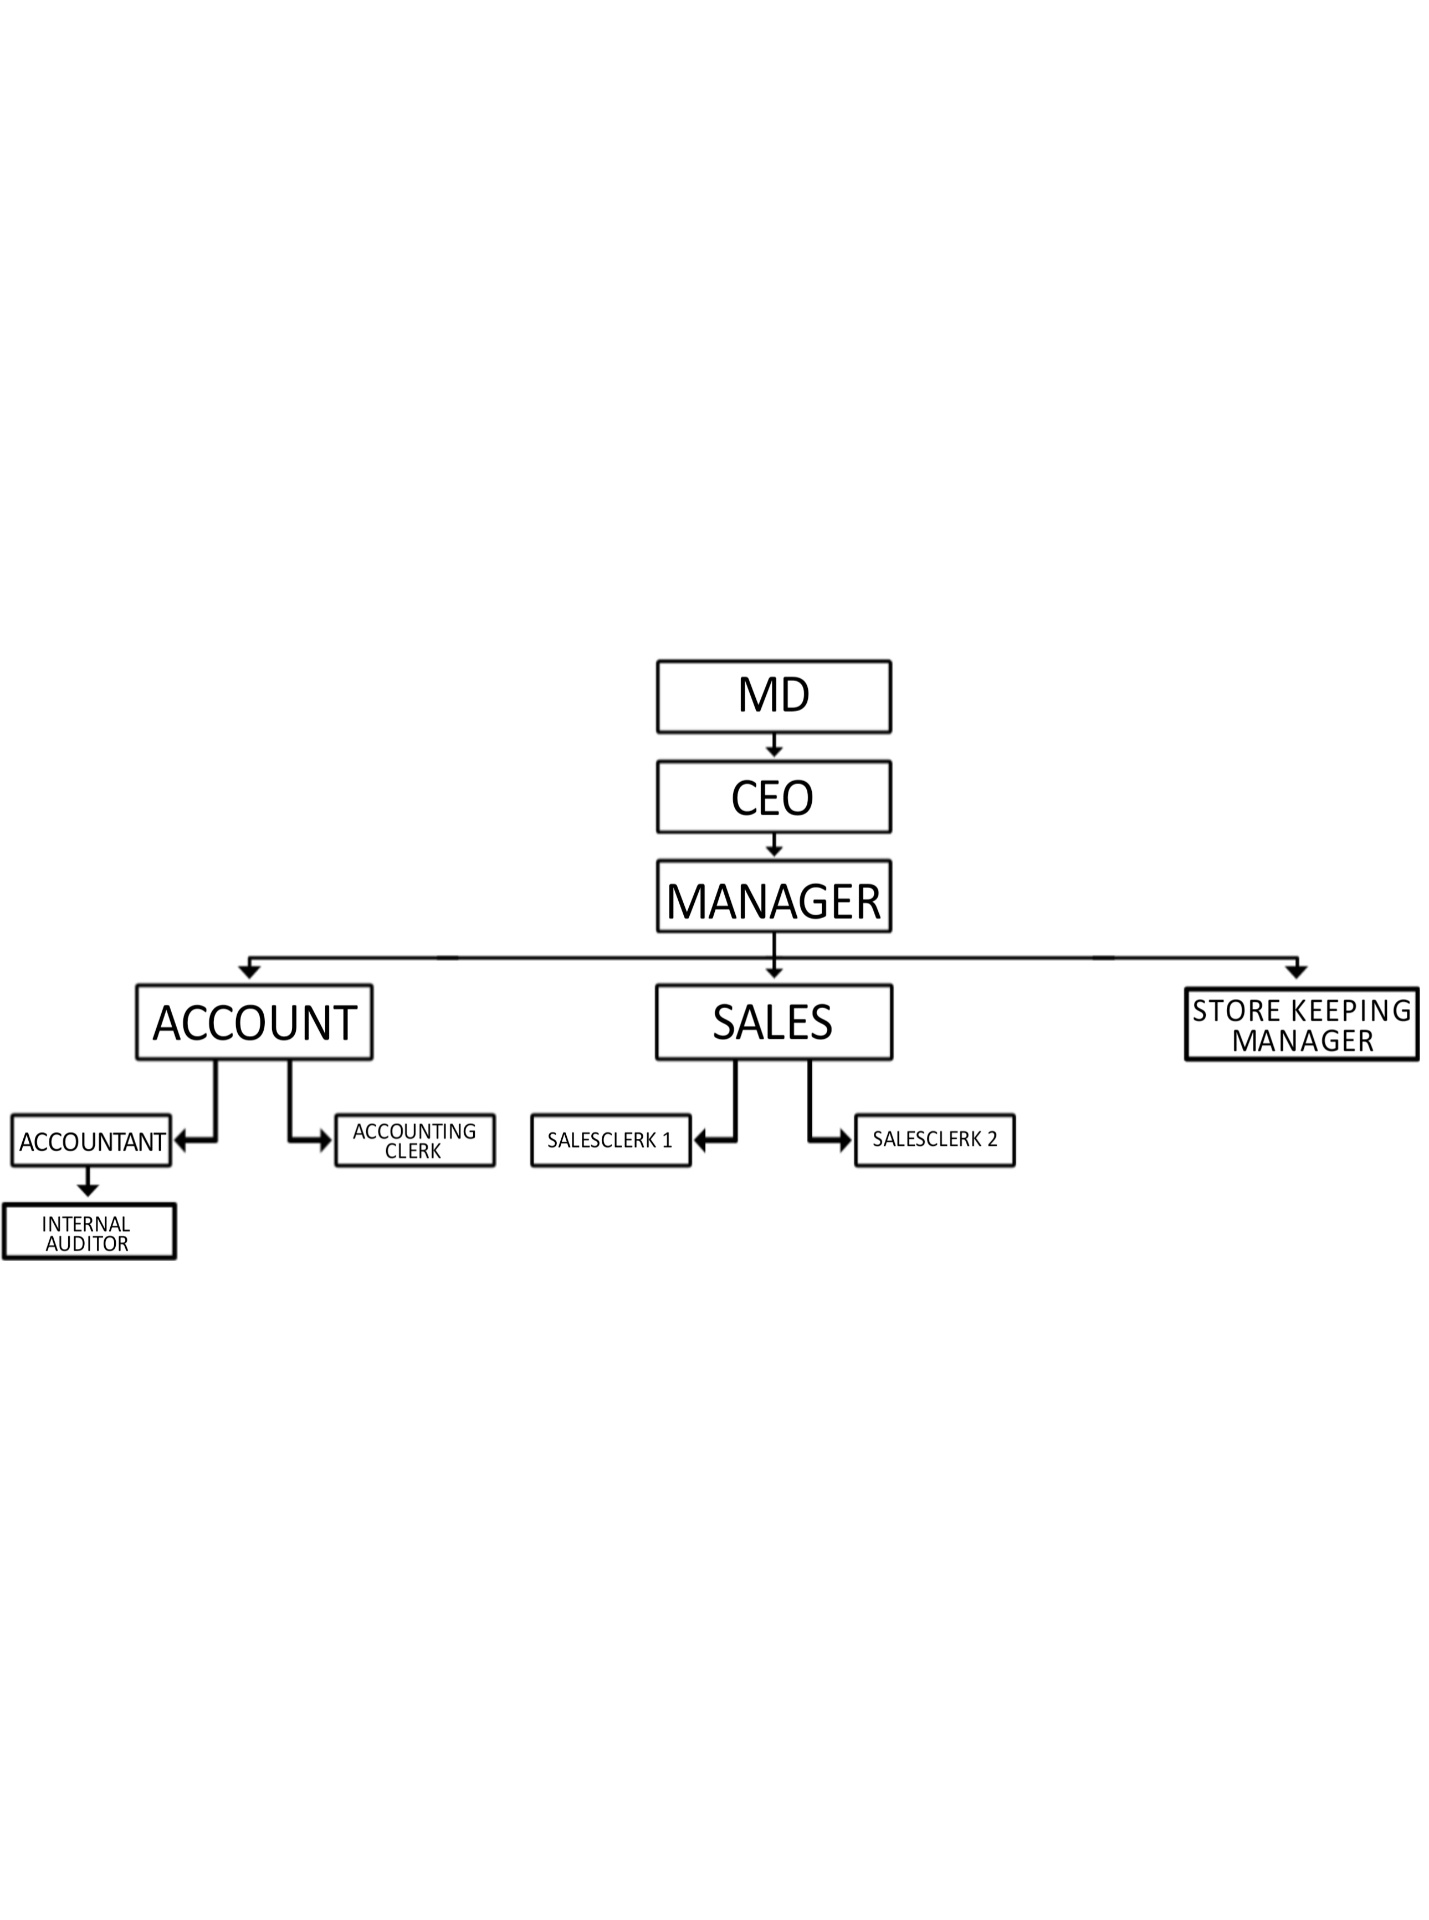 MD
CEO
MANAGER
ACCOUNT
SALES
STORE KEEPING
MANAGER
ACCOUNTANT
ACCOUNTING
CLERK
SALESCLERK 1
SALESCLERK 2
INTERNAL
AUDITOR